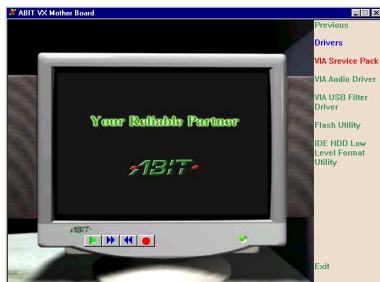 ABIT VX Mother Board
Your Reliable Partner
ABIT
ABIT
Previous
Drivers
VIA Srevice Pack
VIA Audio Driver
VIA USB Filter
Driver
Flash Utility
IDE HDD Low
Level Format
Utility
Exit